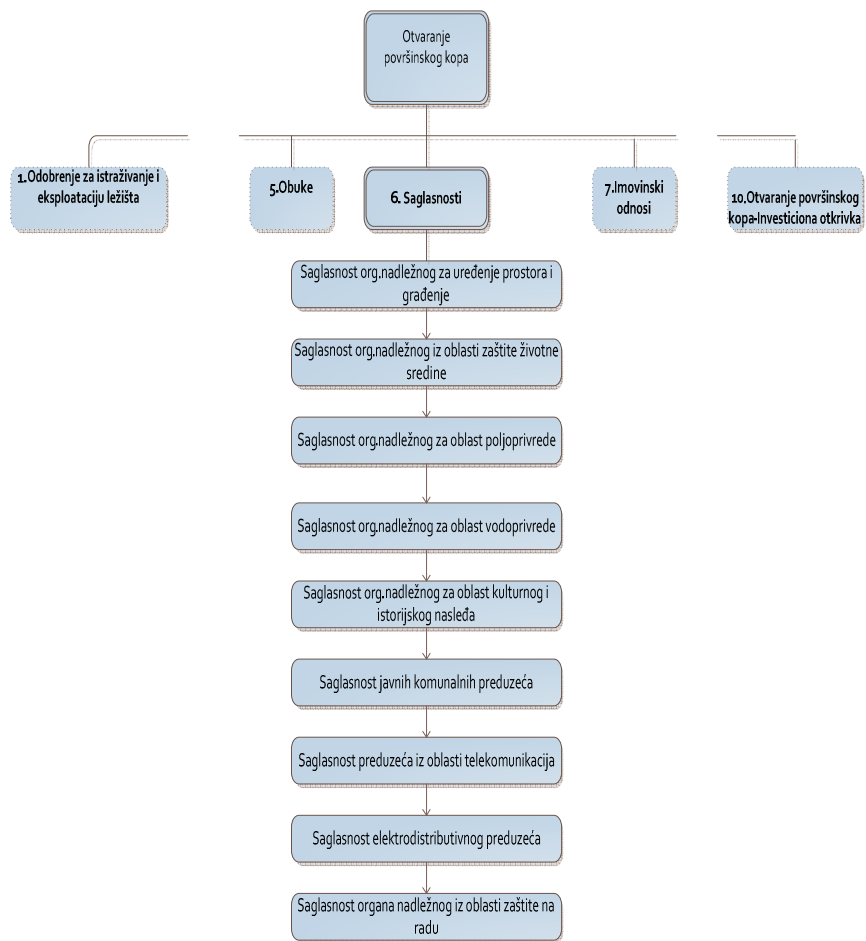 Otvaranje
površinskog kopa
1.Odobrenje za istraživanje i
eksploataciju ležišta
5.Obuke
6. Saglasnosti
7.Imovinski
odnosi
10.Otvaranje površinskog
kopa-Investiciona otkrivka
Saglasnost org.nadležnog za uređenje prostora i
građenje
Saglasnost org.nadležnog iz oblasti zaštite životne
sredine
Saglasnost org.nadležnog za oblast poljoprivrede
Saglasnost org.nadležnog za oblast vodoprivrede
Saglasnost org.nadležnog za oblast kulturnog i
istorijskog nasleđa
Saglasnost javnih komunalnih preduzeća
Saglasnost preduzeća iz oblasti telekomunikacija
Saglasnost elektrodistributivnog preduzeća
Saglasnost organa nadležnog iz oblasti zaštite na
radu